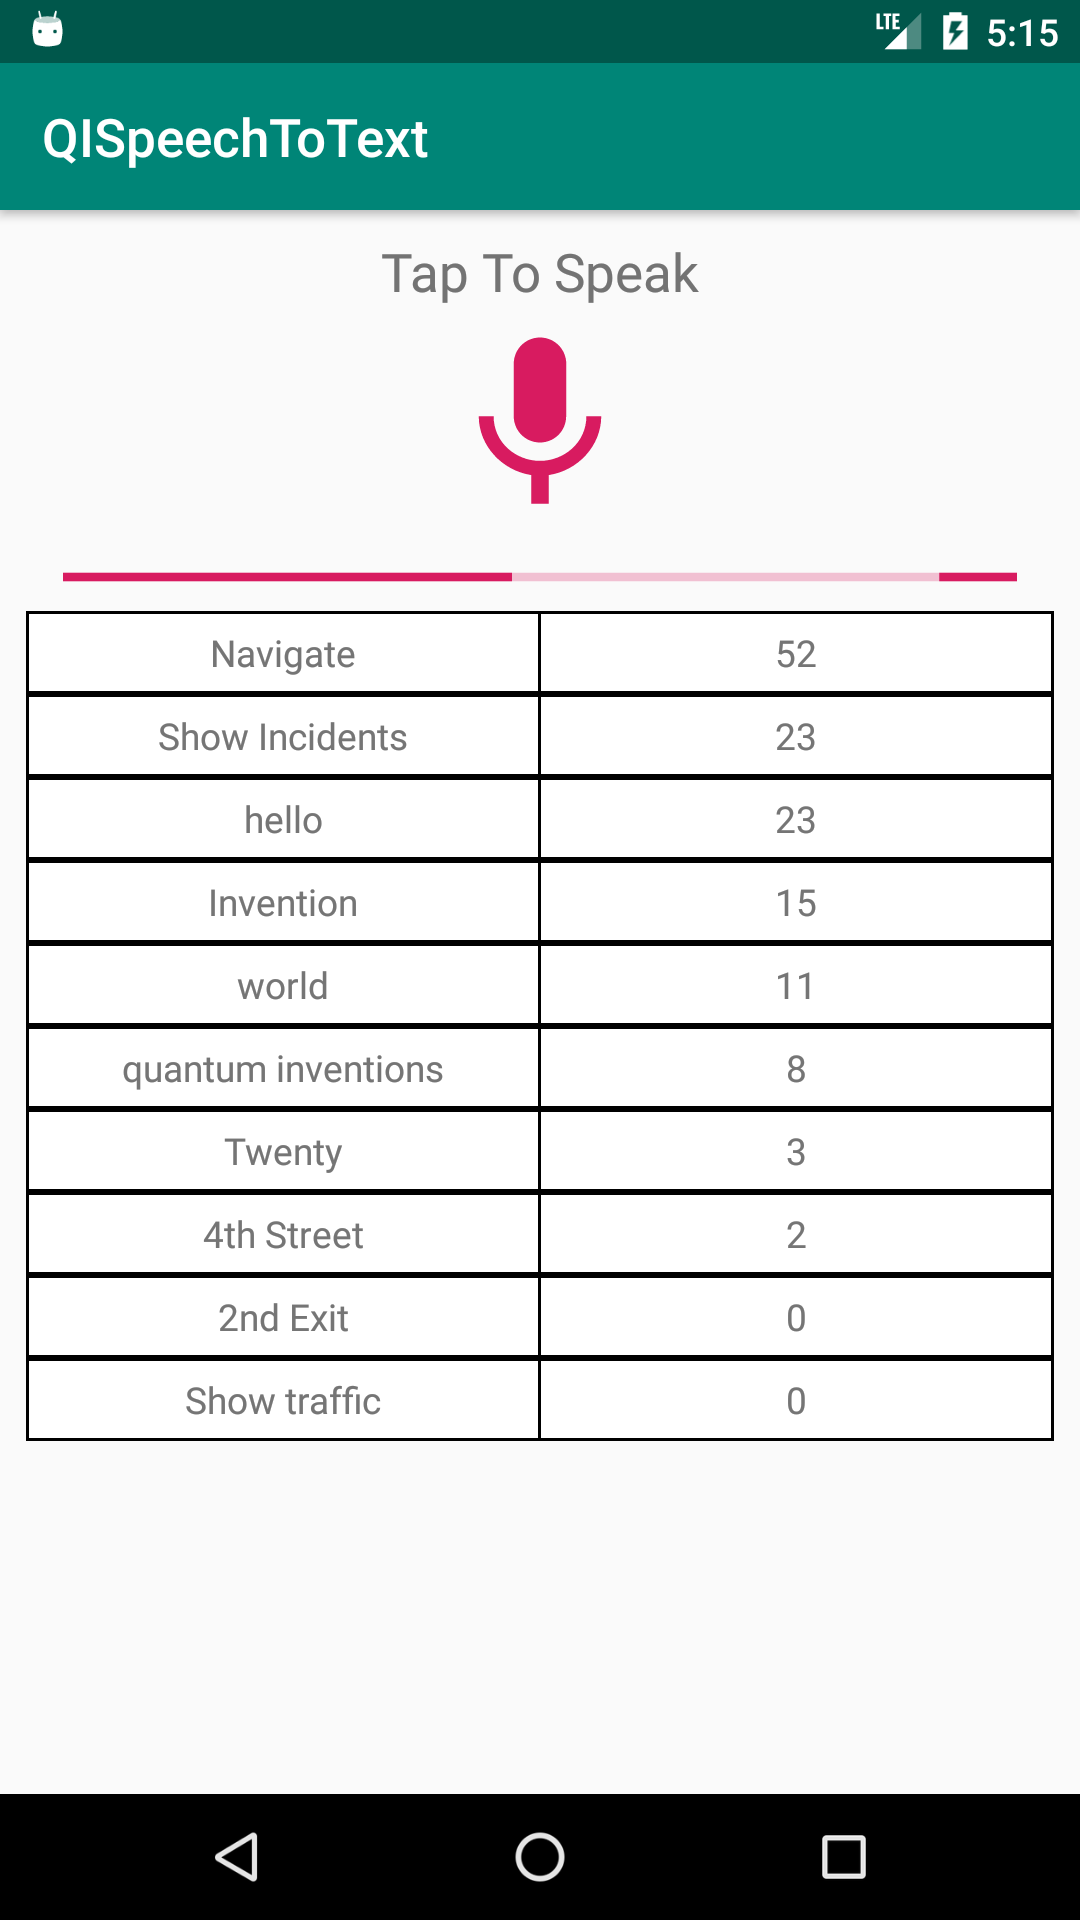 LTE 5:15
QISpeechToText
Tap To Speak
Navigate 52
Show Incidents 23
hello 23
Invention 15
world 11
quantum inventions 8
Twenty 3
4th Street 2
2nd Exit 0
Show traffic 0